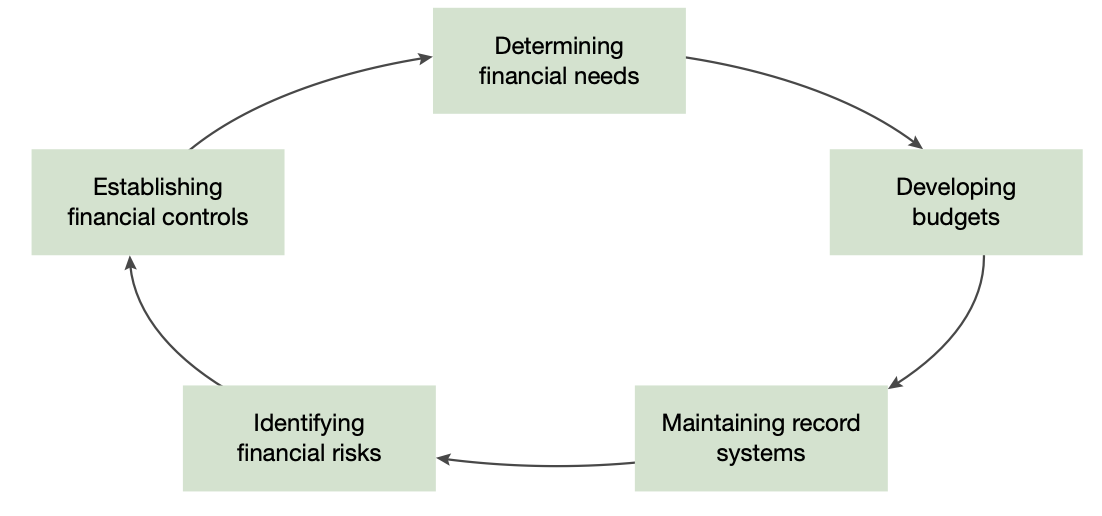 Determining
financial needs
Developing
budgets
Maintaining record
systems
Identifying
financial risks
Establishing
financial controls